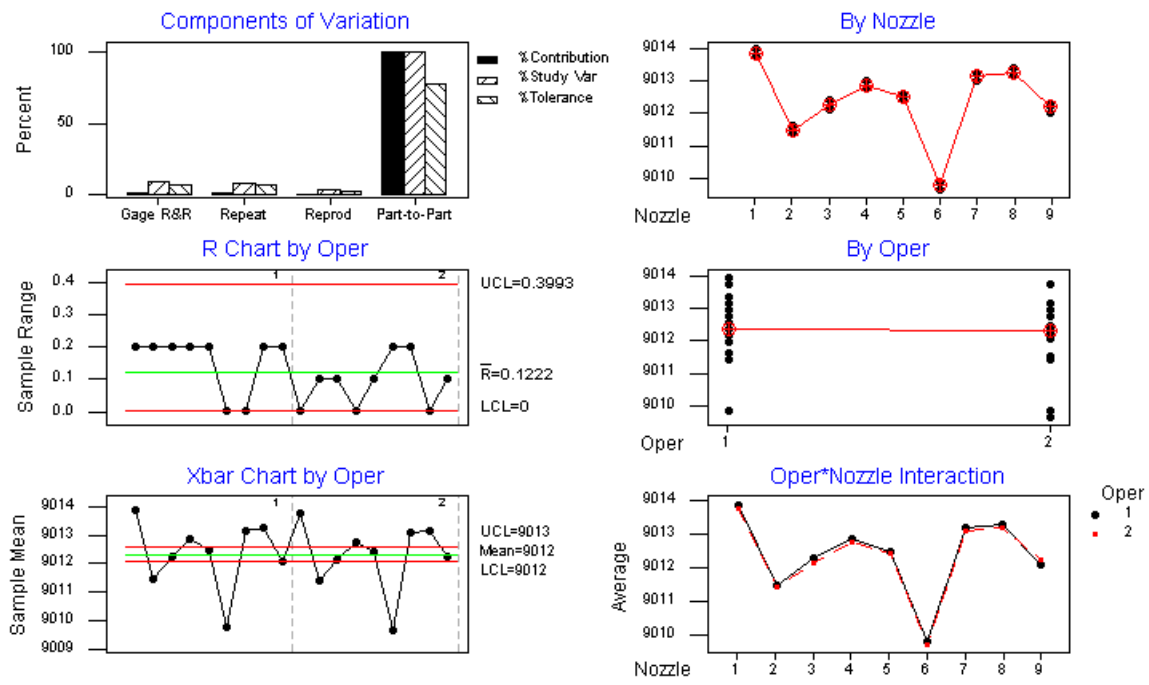 Components of Variation
100
50
0
Percent
Gage R&R Repeat Reprod Part-to-Part
%Contribution
%Study Var
%Tolerance
By Nozzle
9014
9013
9012
9011
9010
Nozzle 1 2 3 4 5 6 7 8 9
R Chart by Oper
1 2
0.4
0.3
0.2
0.1
0.0
Sample Range
UCL=0.3993
R=0.1222
LCL=0
By Oper
9014
9013
9012
9011
9010
Oper 1 2
Xbar Chart by Oper
1 2
9014
9013
9012
9011
9010
9009
Sample Mean
UCL=9013
Mean=9012
LCL=9012
Oper*Nozzle Interaction
9014
9013
9012
9011
9010
Average
Nozzle 1 2 3 4 5 6 7 8 9
Oper
1
2